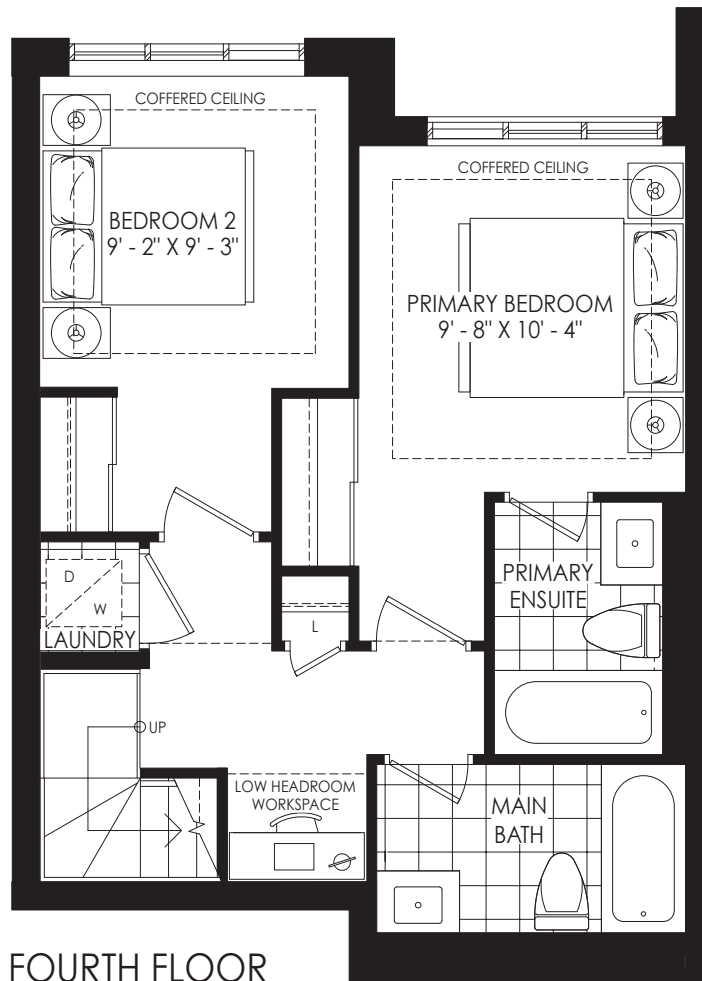 COFFERED CEILING
BEDROOM 2
9' - 2" X 9' - 3"
COFFERED CEILING
PRIMARY BEDROOM
9' - 8" X 10' - 4"
D
W
LAUNDRY
L
PRIMARY
ENSUITE
UP
LOW HEADROOM
WORKSPACE
MAIN
BATH
FOURTH FLOOR